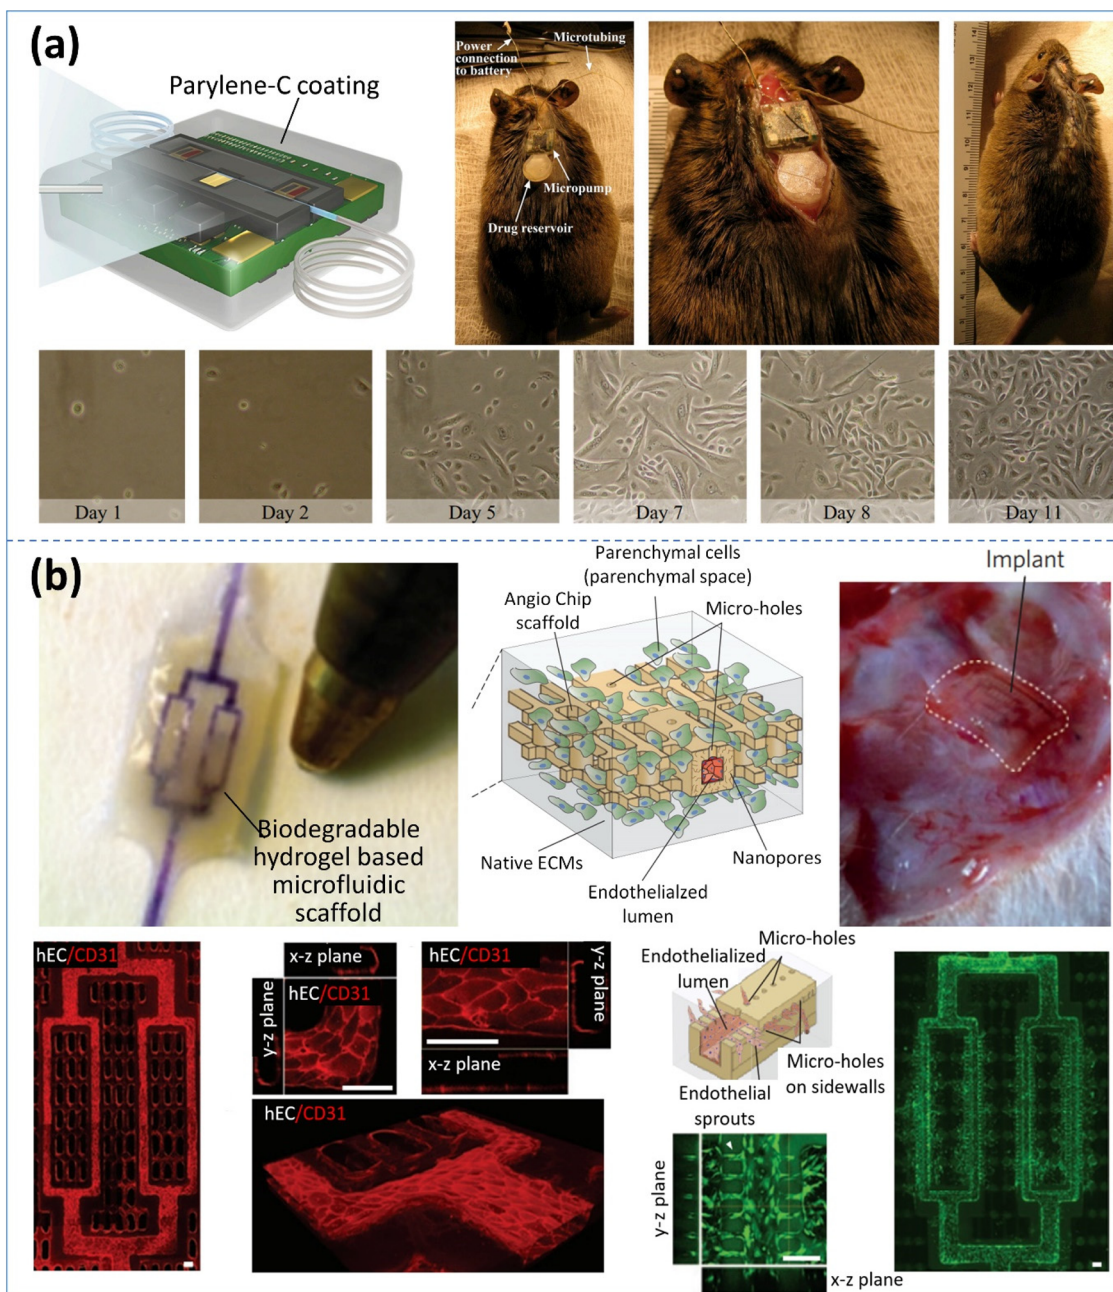 (a)
Parylene-C coating
Power
connection
to battery
Microtubing
Micropump
Drug reservoir
Day 1
Day 2
Day 5
Day 7
Day 8
Day 11
(b)
Biodegradable
hydrogel based
microfluidic
scaffold
Parenchymal cells
(parenchymal space)
Angio Chip
scaffold
Micro-holes
Native ECMs
Nanopores
Endothelialzed
lumen
Implant
hEC/CD31
x-z plane
y-z plane
hEC/CD31
hEC/CD31
y-z plane
x-z plane
hEC/CD31
Micro-holes
Endothelialized
lumen
Micro-holes
on sidewalls
Endothelial
sprouts
y-z plane
x-z plane